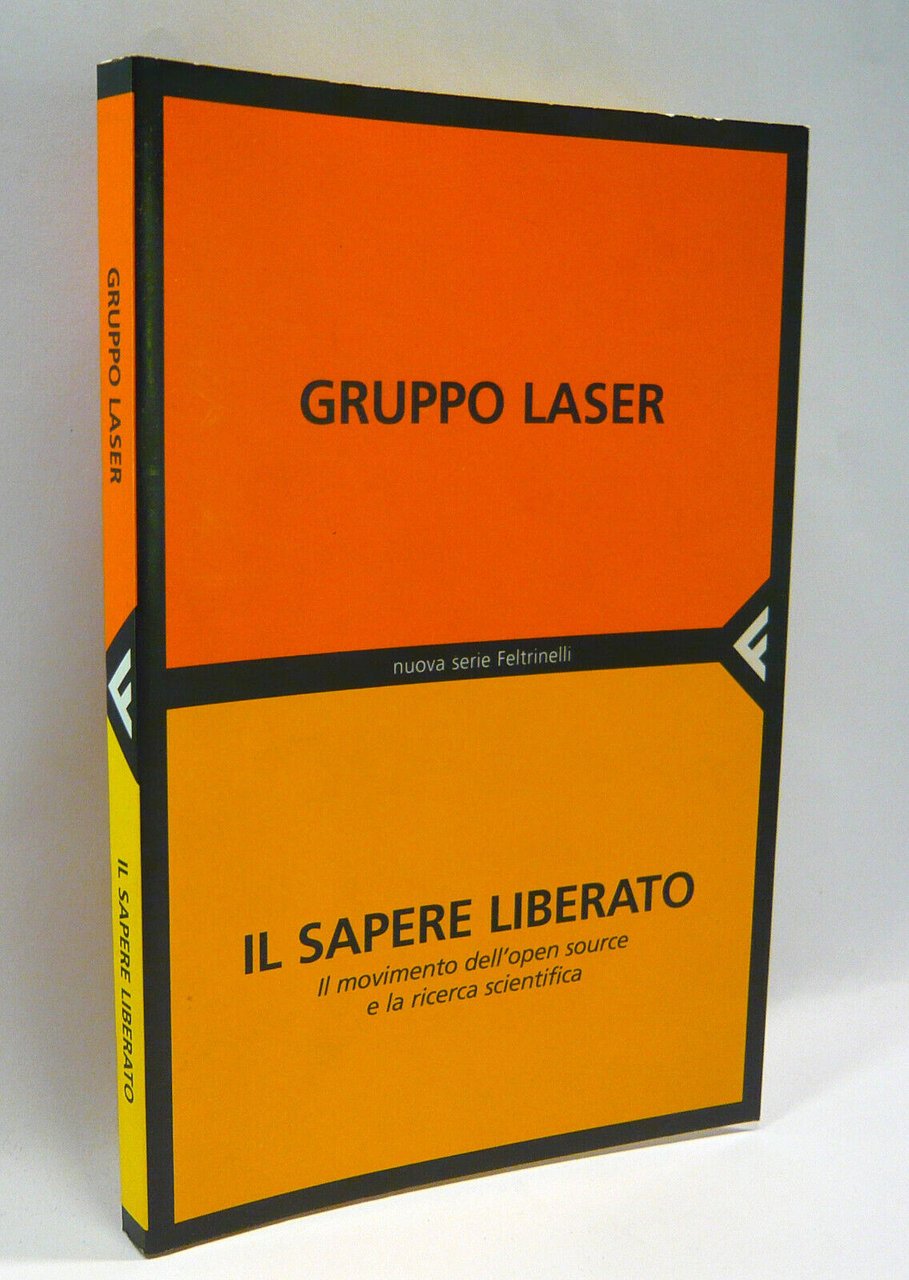 GRUPPO LASER
IL SAPERE LIBERATO
GRUPPO LASER
nuova serie Feltrinelli
IL SAPERE LIBERATO
Il movimento dell'open source
e la ricerca scientifica